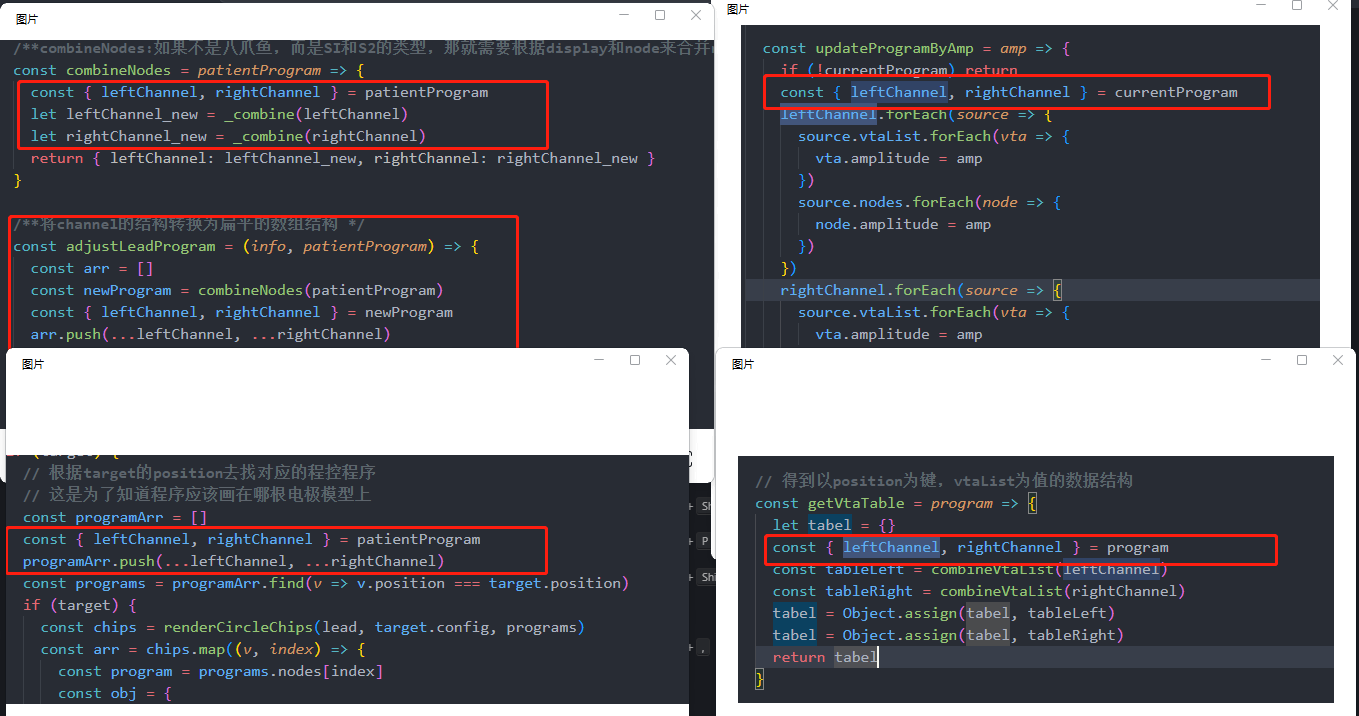 图片
/**combineNodes:如果不是八爪鱼，而是SI和S2的类型，那就需要根据display和node来合并
const combineNodes = patientProgram => {
const { leftChannel, rightChannel } = patientProgram
let leftChannel_new = _combine(leftChannel)
let rightChannel_new = _combine(rightChannel)
return { leftChannel: leftChannel_new, rightChannel: rightChannel_new }
}
/**将channel的结构转换为扁平的数组结构 */
const adjustLeadProgram = (info, patientProgram) => {
const arr = []
const newProgram = combineNodes(patientProgram)
const { leftChannel, rightChannel } = newProgram
arr.push(...leftChannel, ...rightChannel)
图片
const updateProgramByAmp = amp => {
if (!currentProgram) return
const { leftChannel, rightChannel } = currentProgram
leftChannel.forEach(source => {
source.vtaList.forEach(vta => {
vta.amplitude = amp
})
source.nodes.forEach(node => {
node.amplitude = amp
})
})
rightChannel.forEach(source => {
source.vtaList.forEach(vta => {
vta.amplitude = amp
图片
// 根据target的position去找对应的程控程序
// 这是为了知道程序应该画在哪根电极模型上
const programArr = []
const { leftChannel, rightChannel } = patientProgram
programArr.push(...leftChannel, ...rightChannel)
const programs = programArr.find(v => v.position === target.position)
if (target) {
const chips = renderCircleChips(lead, target.config, programs)
const arr = chips.map((v, index) => {
const program = programs.nodes[index]
const obj = {
图片
// 得到以position为键，vtaList为值的数据结构
const getVtaTable = program => {
let tabel = {}
const { leftChannel, rightChannel } = program
const tableLeft = combineVtaList(leftChannel)
const tableRight = combineVtaList(rightChannel)
tabel = Object.assign(tabel, tableLeft)
tabel = Object.assign(tabel, tableRight)
return tabel
}